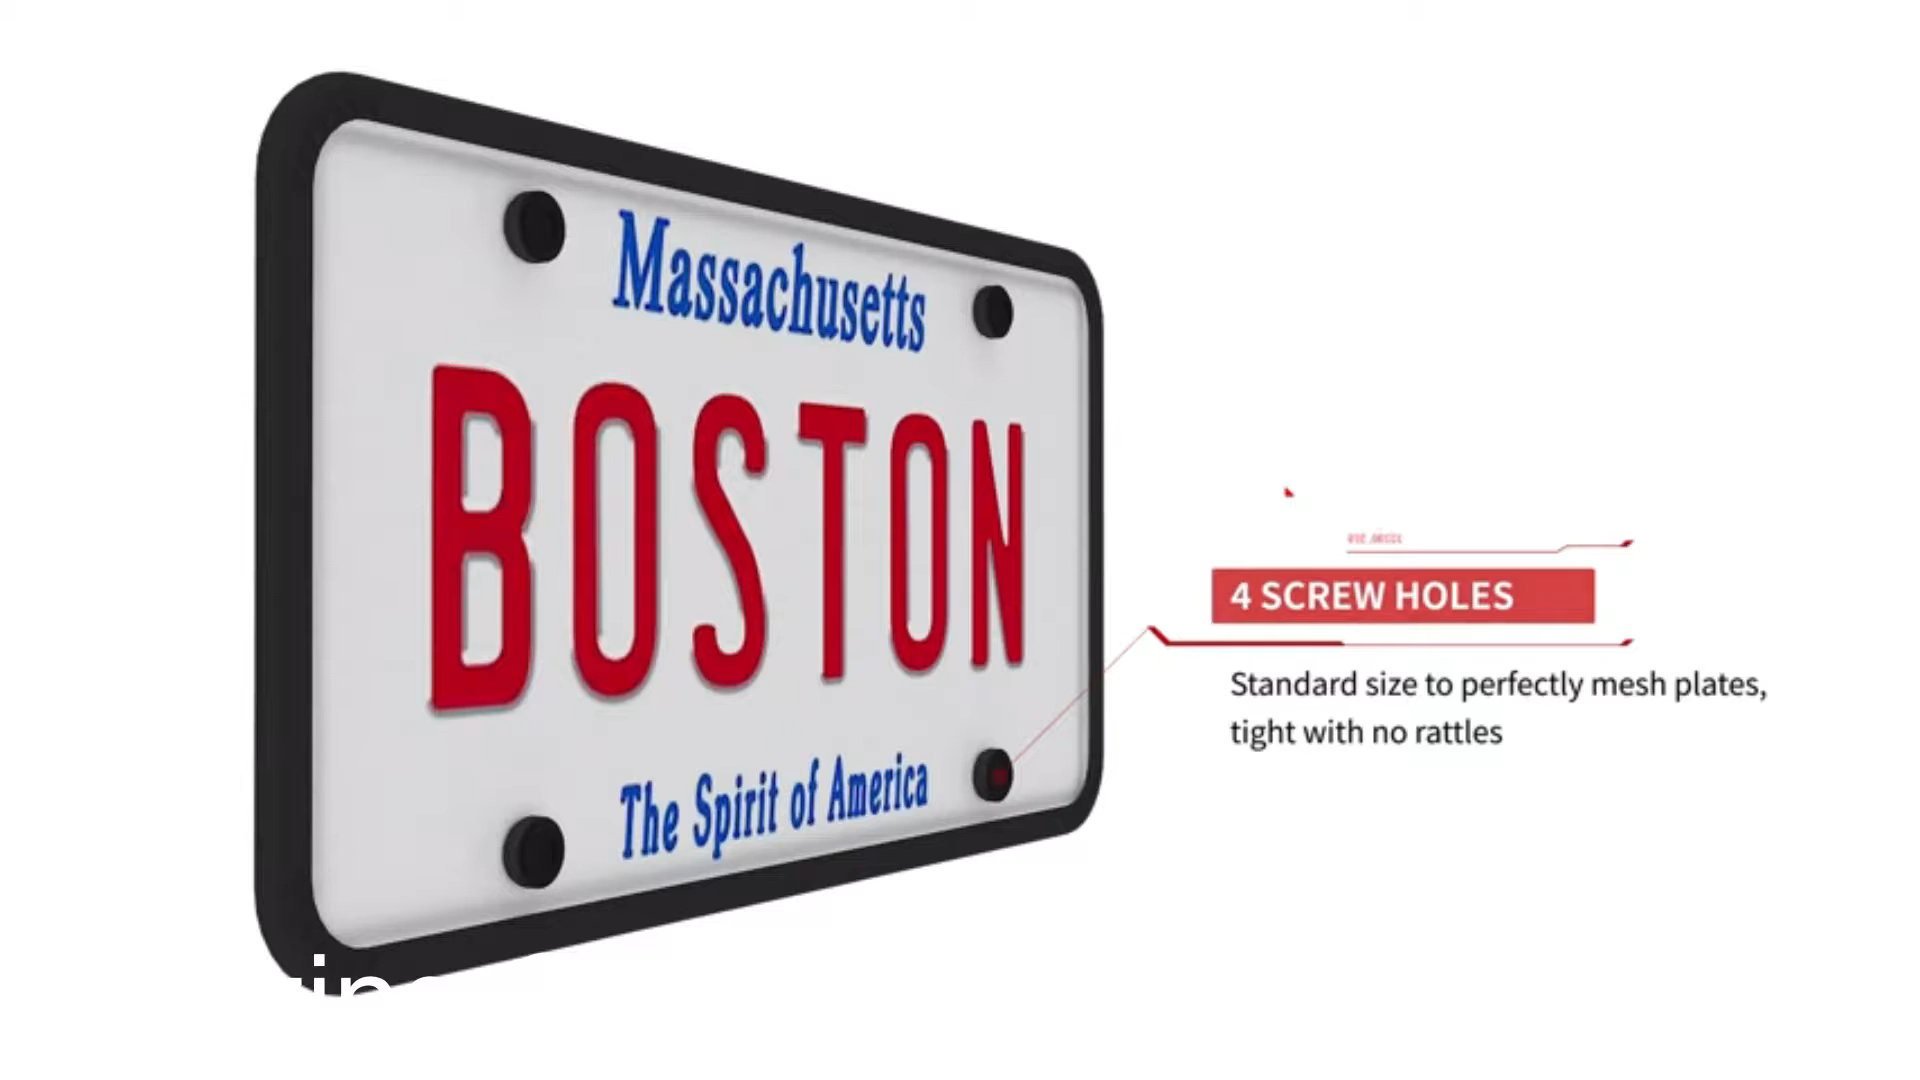 Massachusetts
BOSTON
The Spirit of America
4 SCREW HOLES
Standard size to perfectly mesh plates,
tight with no rattles